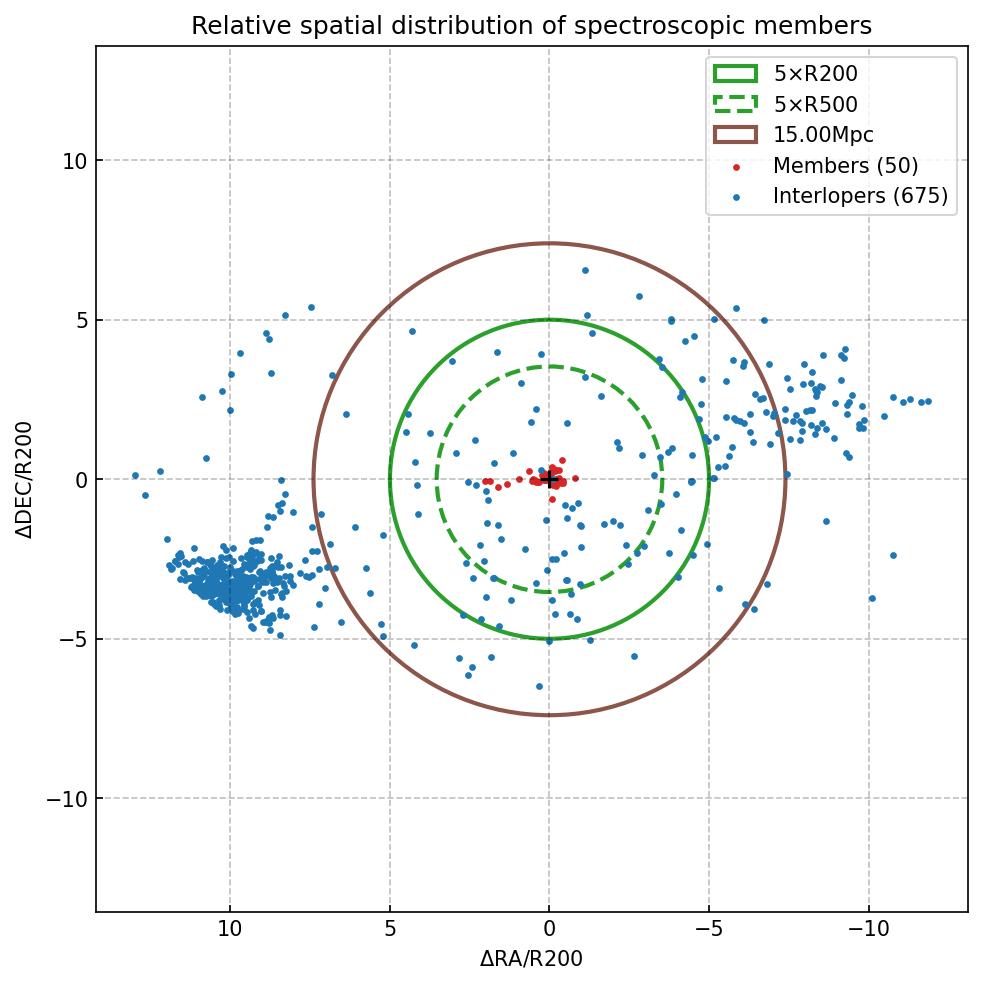 Relative spatial distribution of spectroscopic members
5×R200
5×R500
15.00Mpc
Members (50)
Interlopers (675)
10
5
0
−5
−10
ΔDEC/R200
10
5
0
−5
−10
ΔRA/R200